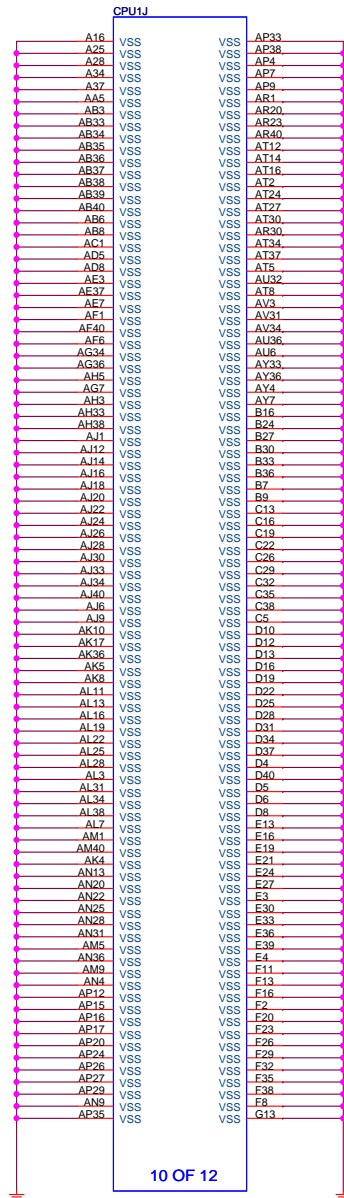 CPU1J
A16 VSS VSS AP33
A25 VSS VSS AP38
A28 VSS VSS AP4
A34 VSS VSS AP7
A37 VSS VSS AP9
AA5 VSS VSS AR1
AB3 VSS VSS AR20
AB33 VSS VSS AR23
AB34 VSS VSS AR40
AB35 VSS VSS AT12
AB36 VSS VSS AT14
AB37 VSS VSS AT16
AB38 VSS VSS AT2
AB39 VSS VSS AT24
AB40 VSS VSS AT27
AB6 VSS VSS AT30
AB8 VSS VSS AR30
AC1 VSS VSS AT34
AD5 VSS VSS AT37
AD8 VSS VSS AT5
AE3 VSS VSS AU32
AE37 VSS VSS AT8
AE7 VSS VSS AV3
AF1 VSS VSS AV31
AF40 VSS VSS AV34
AF6 VSS VSS AU36
AG34 VSS VSS AU6
AG36 VSS VSS AY33
AH5 VSS VSS AY36
AG7 VSS VSS AY4
AH3 VSS VSS AY7
AH33 VSS VSS B16
AH38 VSS VSS B24
AJ1 VSS VSS B27
AJ12 VSS VSS B30
AJ14 VSS VSS B33
AJ16 VSS VSS B36
AJ18 VSS VSS B7
AJ20 VSS VSS B9
AJ22 VSS VSS C13
AJ24 VSS VSS C16
AJ26 VSS VSS C19
AJ28 VSS VSS C22
AJ30 VSS VSS C26
AJ33 VSS VSS C29
AJ34 VSS VSS C32
AJ40 VSS VSS C35
AJ6 VSS VSS C38
AJ9 VSS VSS C5
AK10 VSS VSS D10
AK17 VSS VSS D12
AK36 VSS VSS D13
AK5 VSS VSS D16
AK8 VSS VSS D19
AL11 VSS VSS D22
AL13 VSS VSS D25
AL16 VSS VSS D28
AL19 VSS VSS D31
AL22 VSS VSS D34
AL25 VSS VSS D37
AL28 VSS VSS D4
AL3 VSS VSS D40
AL31 VSS VSS D5
AL34 VSS VSS D6
AL38 VSS VSS D8
AL7 VSS VSS E13
AM1 VSS VSS E16
AM40 VSS VSS E19
AK4 VSS VSS E21
AN13 VSS VSS E24
AN20 VSS VSS E27
AN22 VSS VSS E3
AN25 VSS VSS E30
AN28 VSS VSS E33
AN31 VSS VSS E36
AM5 VSS VSS E39
AN36 VSS VSS E4
AM9 VSS VSS F11
AN4 VSS VSS F13
AP12 VSS VSS F16
AP15 VSS VSS F2
AP16 VSS VSS F20
AP17 VSS VSS F23
AP20 VSS VSS F26
AP24 VSS VSS F29
AP26 VSS VSS F32
AP27 VSS VSS F35
AP29 VSS VSS F38
AN9 VSS VSS F8
AP35 VSS VSS G13
10 OF 12